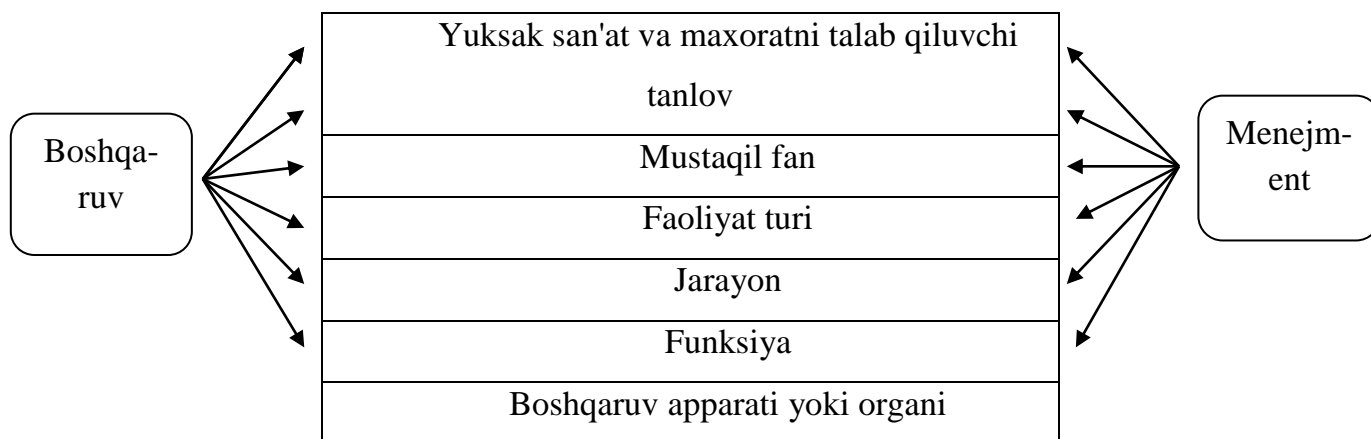 Boshqa-
ruv
Yuksak san'at va maxoratni talab qiluvchi
tanlov
Mustaqil fan
Faoliyat turi
Jarayon
Funksiya
Boshqaruv apparati yoki organi
Menejm-
ent